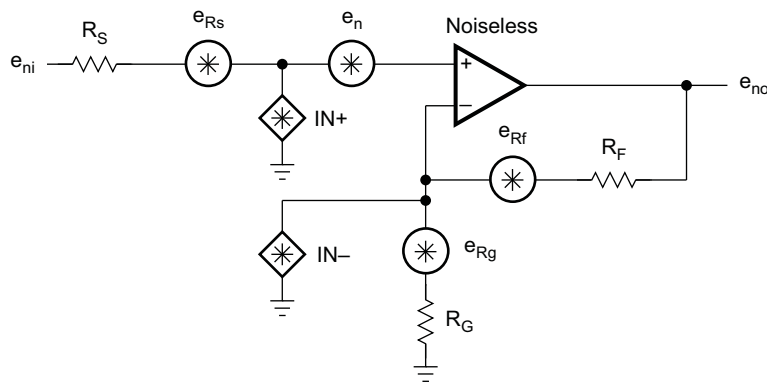 Noiseless
e_Rs
e_n
R_S
e_ni
+
e_no
IN+
–
e_Rf
R_F
IN–
e_Rg
R_G